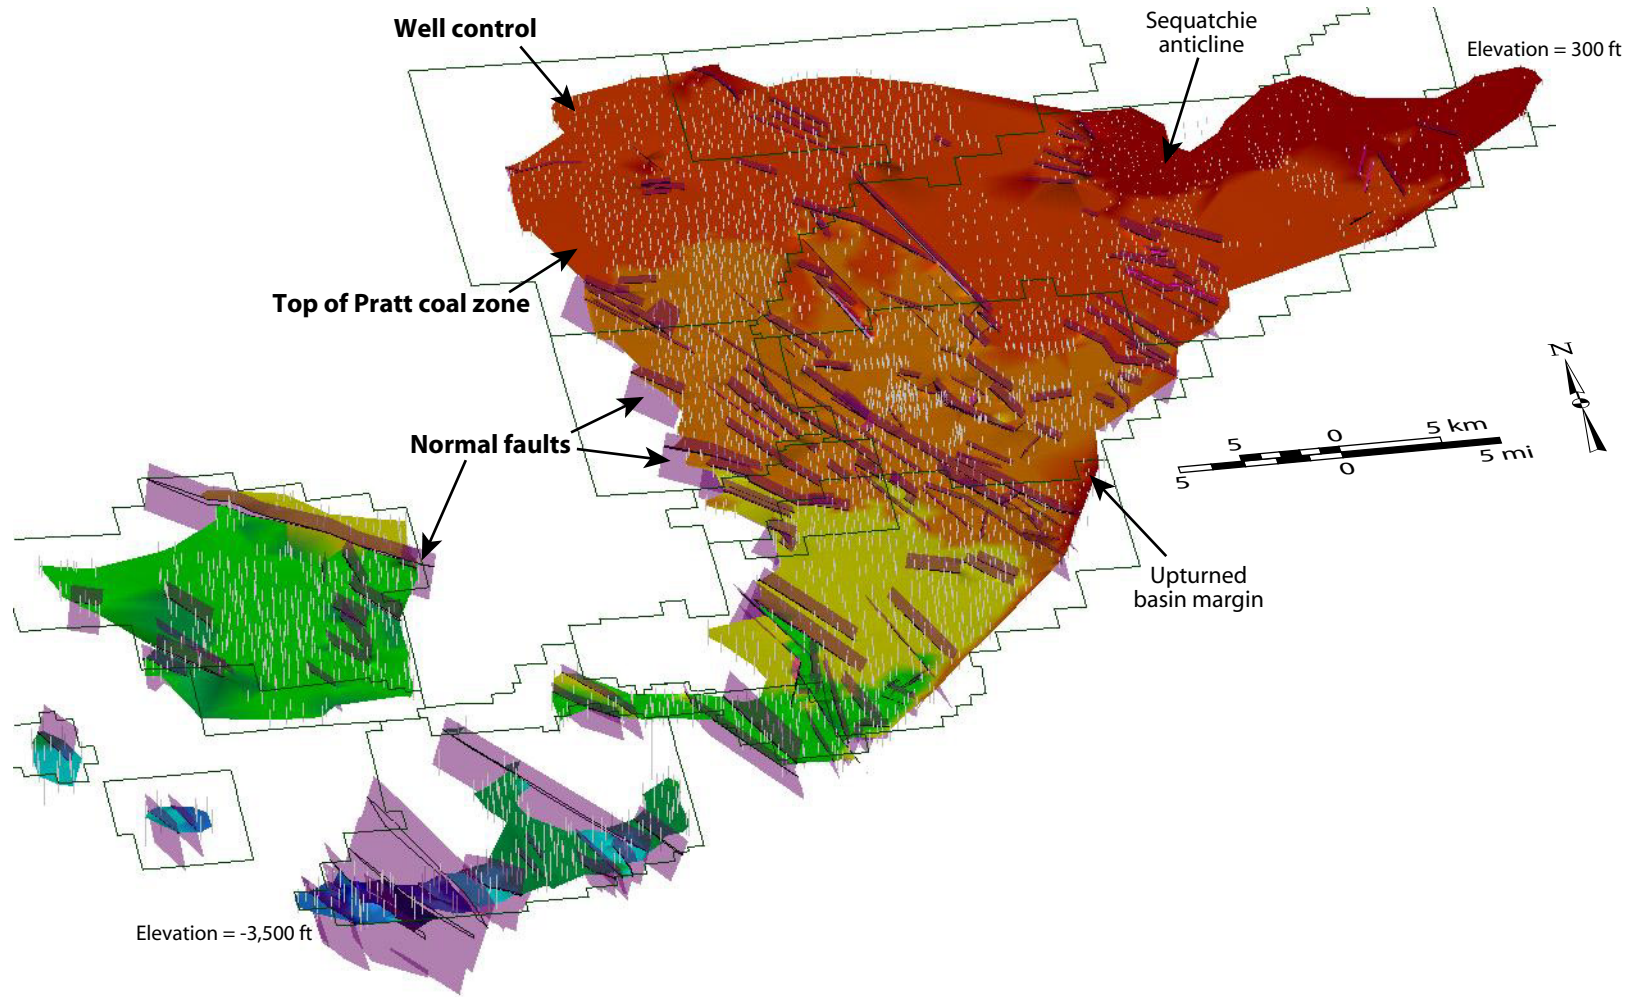 Well control
Sequatchie
anticline
Elevation = 300 ft
Top of Pratt coal zone
N
Normal faults
5 0 5 km
5 0 5 mi
Upturned
basin margin
Elevation = -3,500 ft